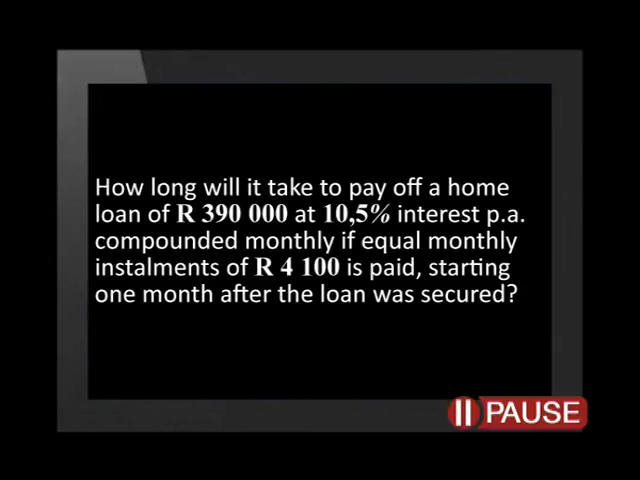 How long will it take to pay off a home
loan of R 390 000 at 10,5% interest p.a.
compounded monthly if equal monthly
instalments of R 4 100 is paid, starting
one month after the loan was secured?
PAUSE